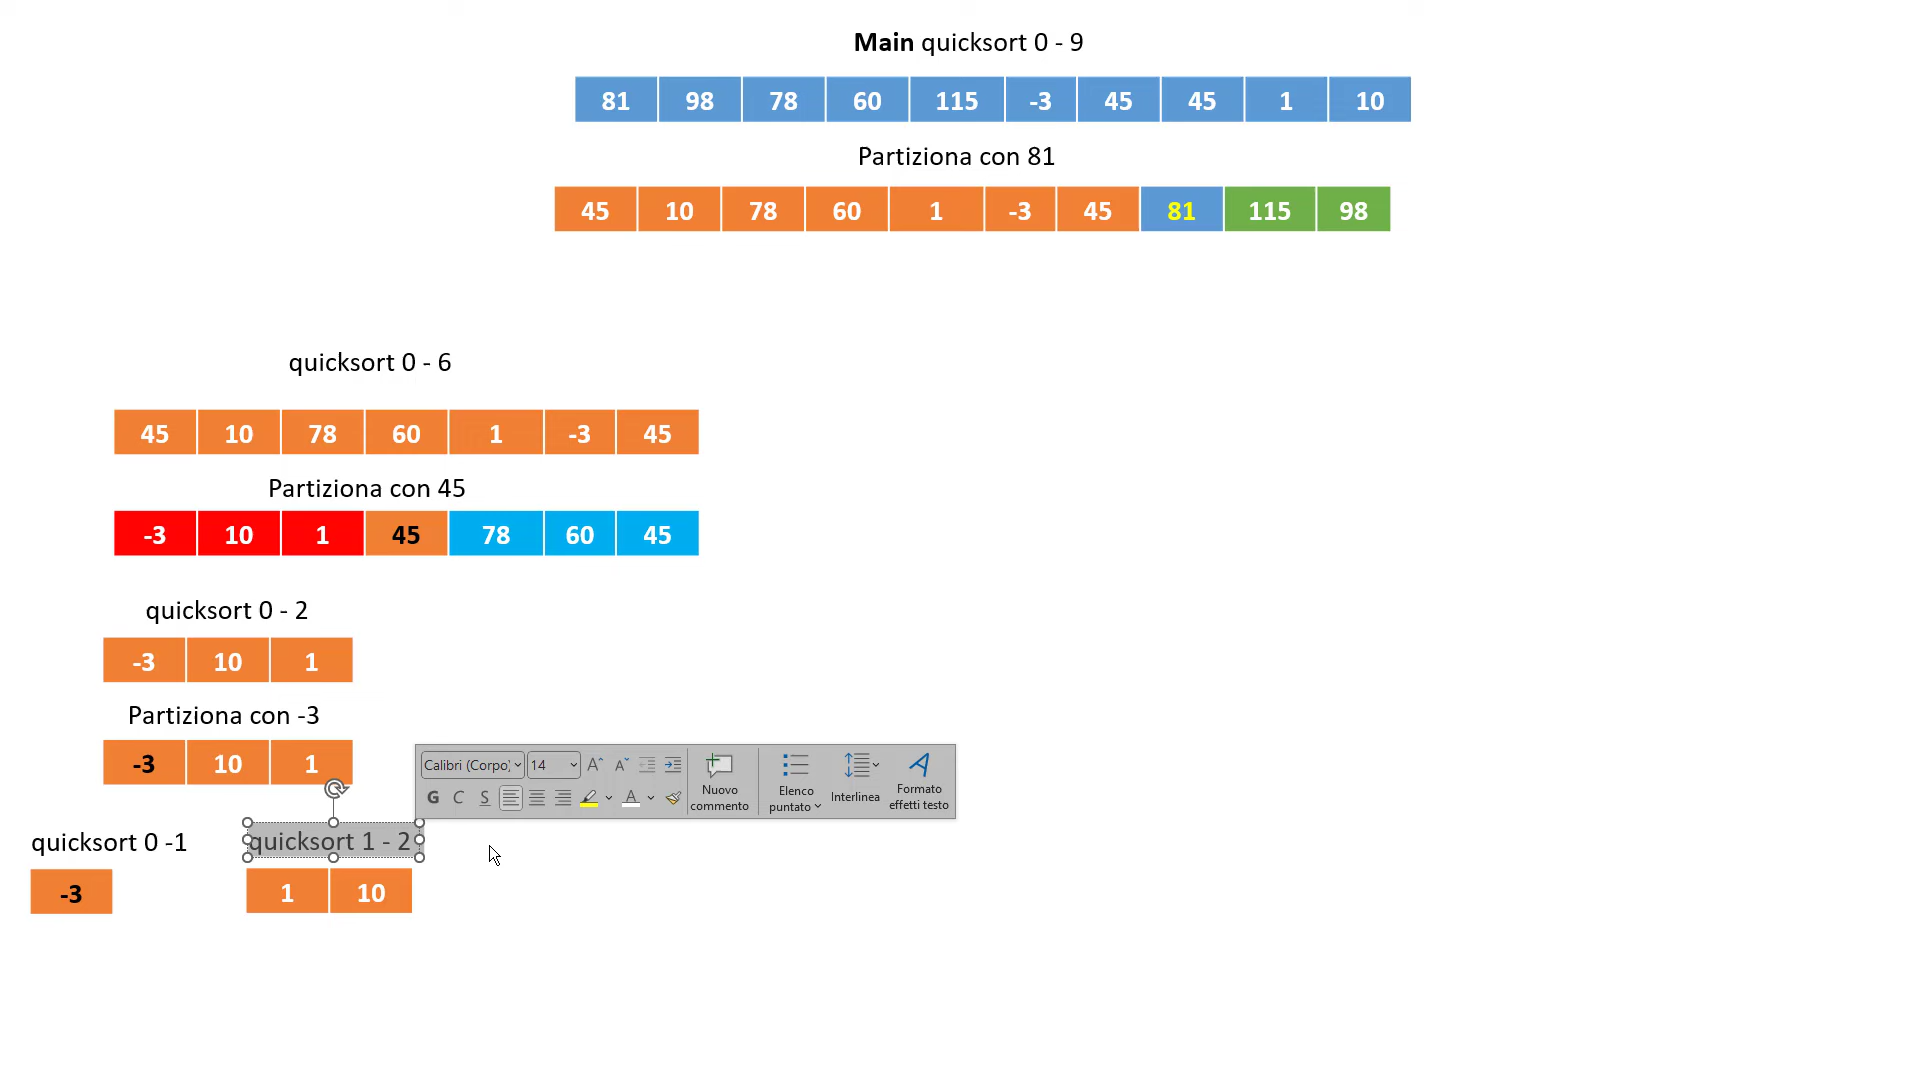 Main quicksort 0 - 9
81 98 78 60 115 -3 45 45 1 10
Partiziona con 81
45 10 78 60 1 -3 45 81 115 98
quicksort 0 - 6
45 10 78 60 1 -3 45
Partiziona con 45
-3 10 1 45 78 60 45
quicksort 0 - 2
-3 10 1
Partiziona con -3
-3 10 1
Calibri (Corpo) 14
G C S
Nuovo commento
Elenco puntato
Interlinea
Formato effetti testo
quicksort 0 -1
quicksort 1 - 2
-3
1 10